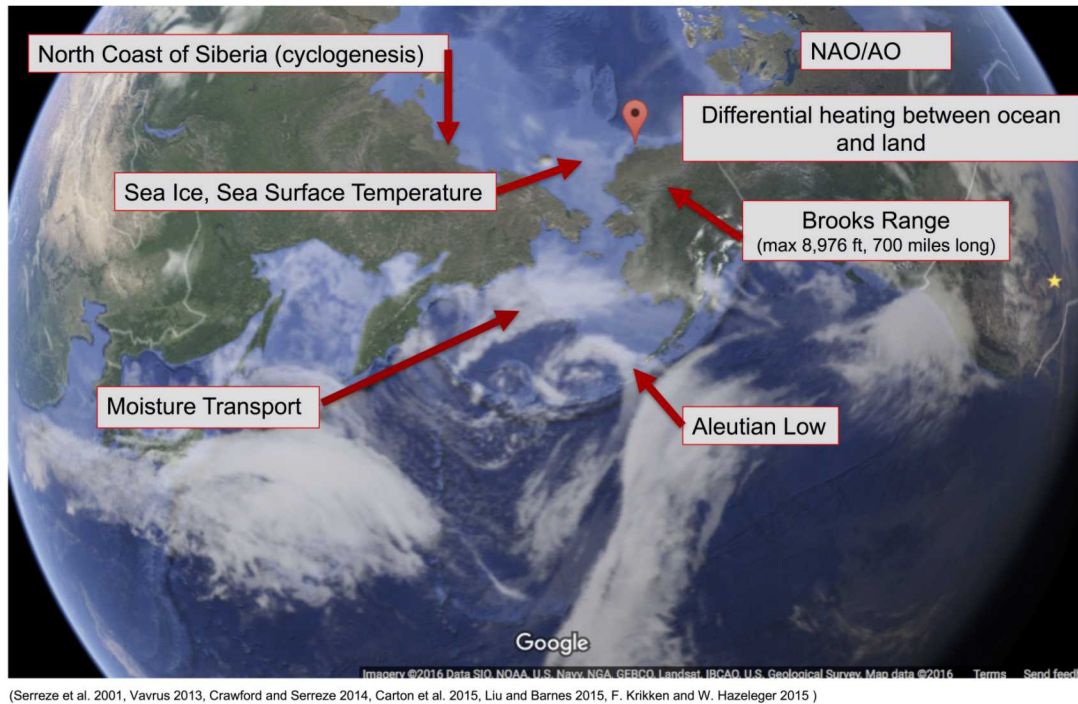 North Coast of Siberia (cyclogenesis)
NAO/AO
Differential heating between ocean
and land
Sea Ice, Sea Surface Temperature
Brooks Range
(max 8,976 ft, 700 miles long)
Moisture Transport
Aleutian Low
Google
Imagery ©2016 Data SIO, NOAA, U.S. Navy, NGA, GEBCO, Landsat, IBCAO, U.S. Geological Survey, Map data ©2016 Terms Send feedb
(Serreze et al. 2001, Vavrus 2013, Crawford and Serreze 2014, Carton et al. 2015, Liu and Barnes 2015, F. Krikken and W. Hazeleger 2015 )